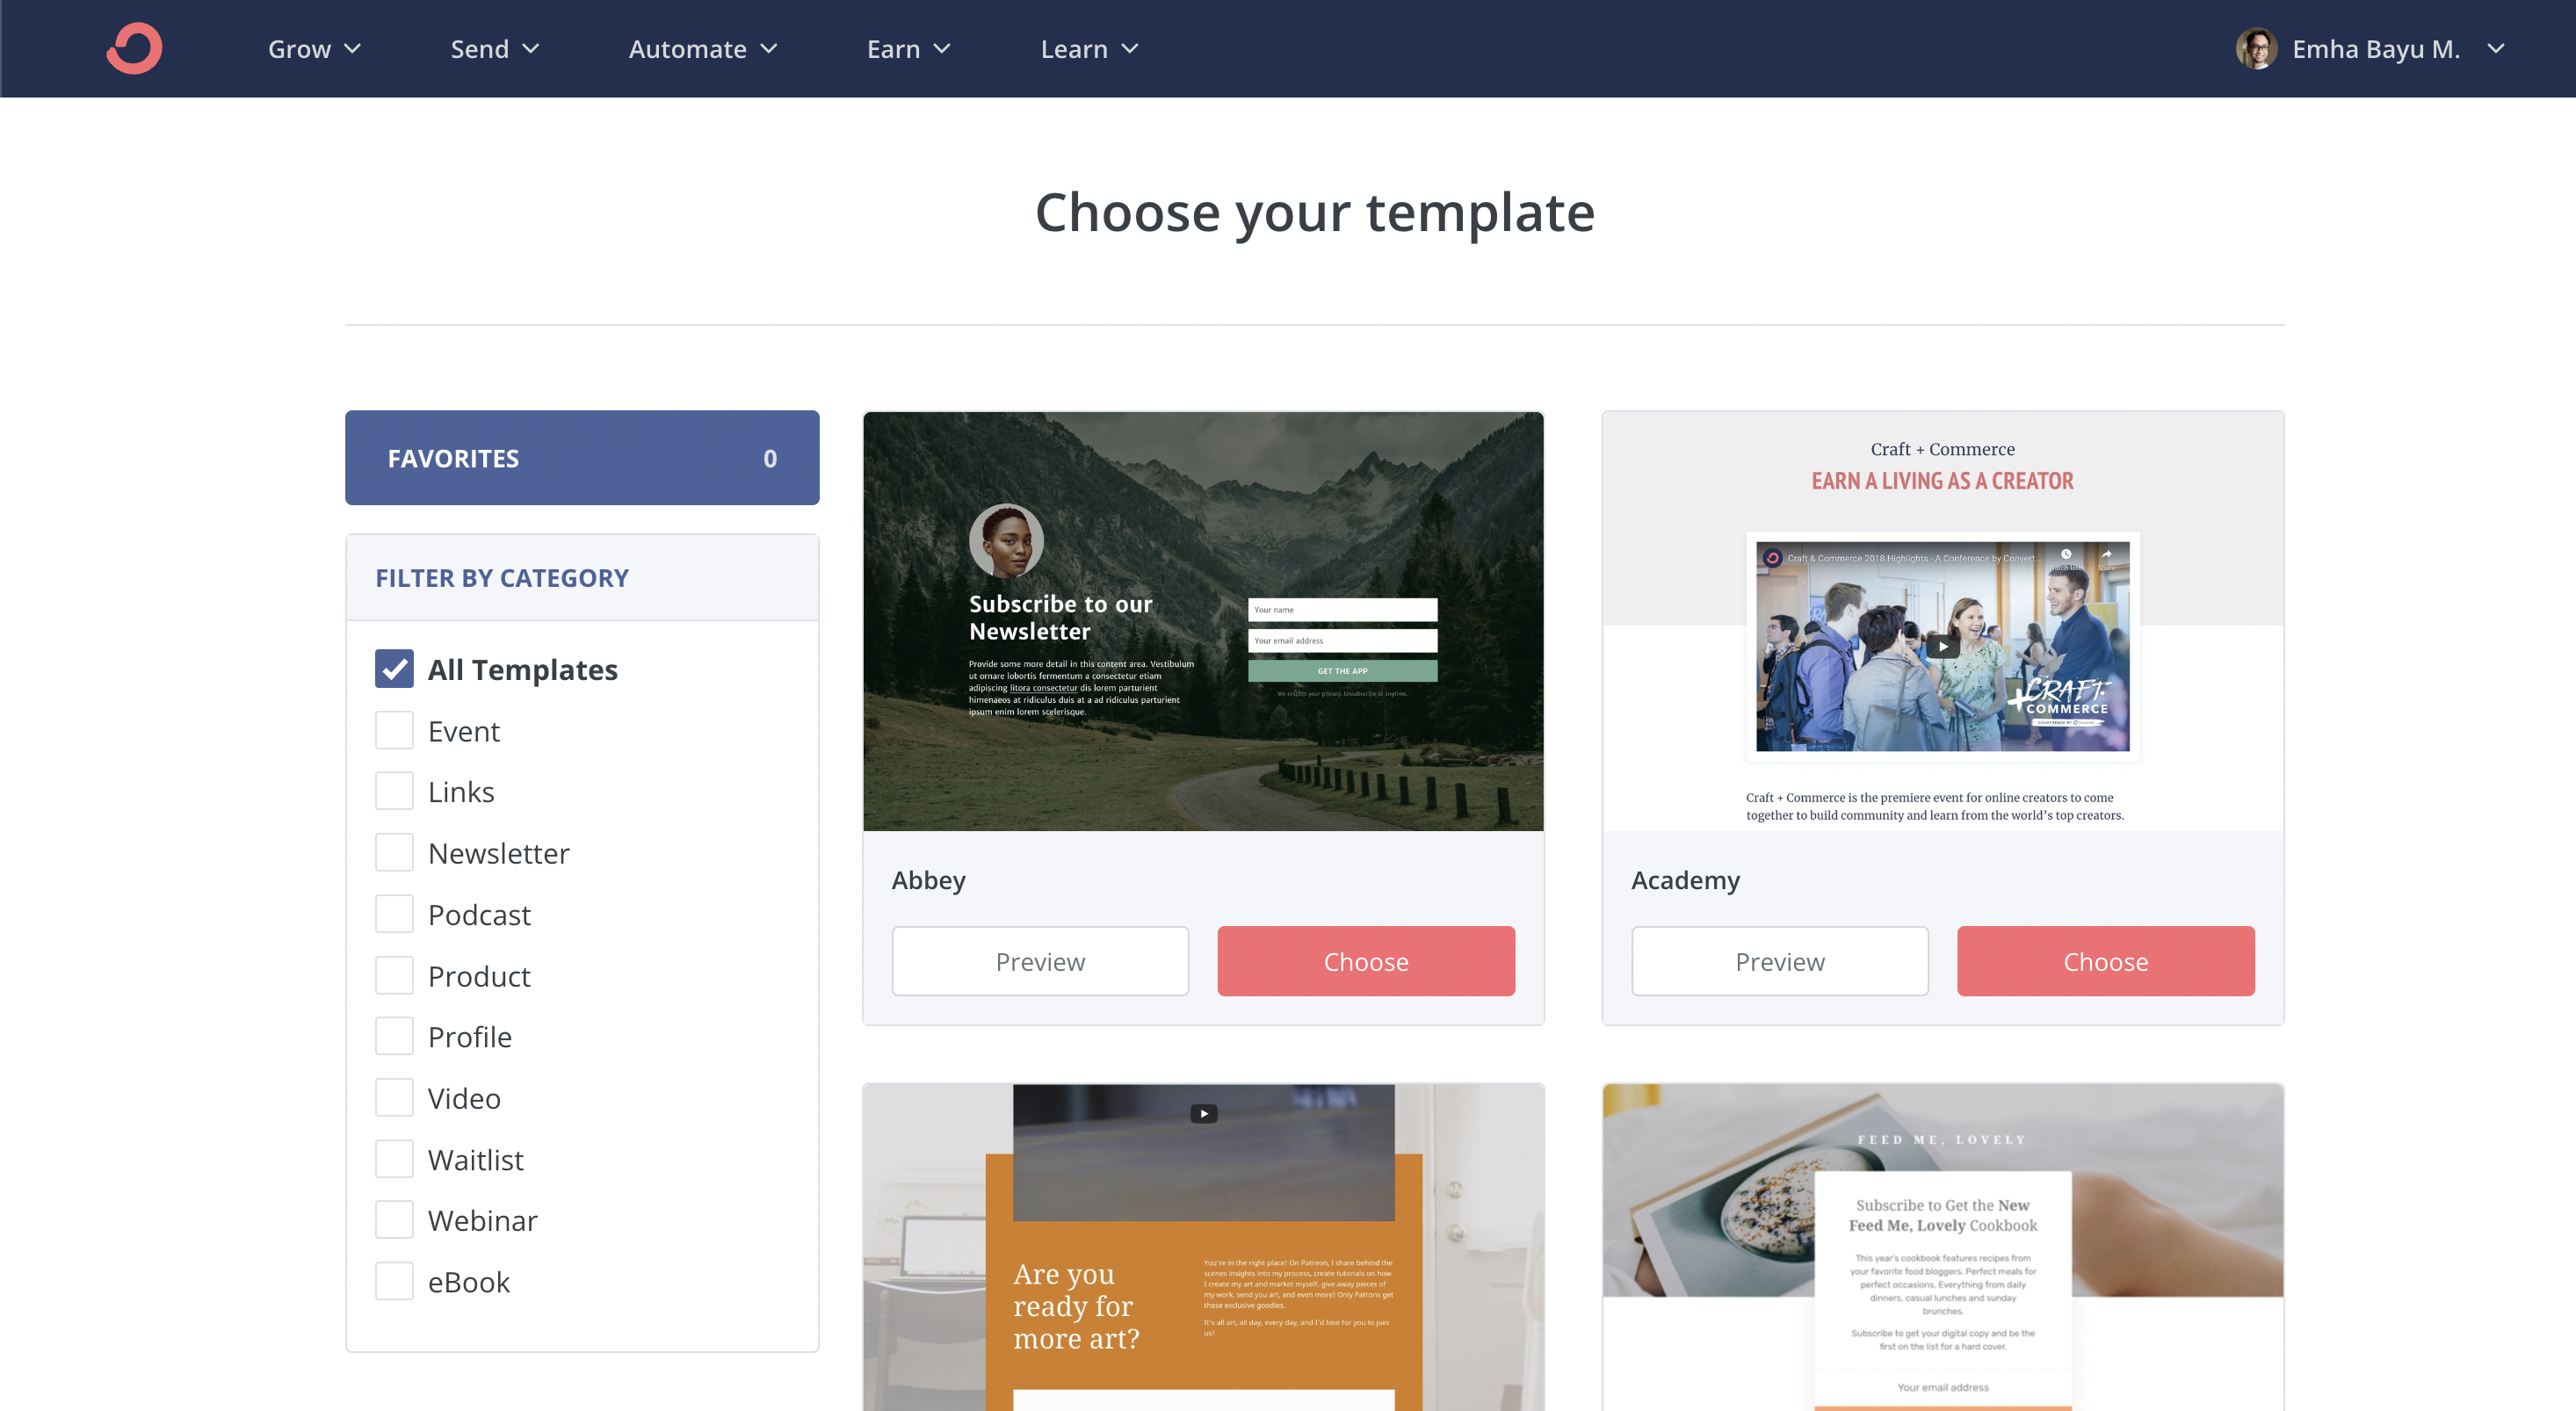 Grow
Send
Automate
Earn
Learn
Emha Bayu M.
Choose your template
FAVORITES 0
FILTER BY CATEGORY
All Templates
Event
Links
Newsletter
Podcast
Product
Profile
Video
Waitlist
Webinar
eBook
Subscribe to our
Newsletter
Provide some more detail in this content area. Vestibulum
ut ornare lobortis fermentum a consectetur etiam
adipiscing litora consectetur dis lorem parturient
himenaeos at ridiculus duis at a ad ridiculus parturient
ipsum enim lorem scelerisque.
Your name
Your email address
GET THE APP
We respect your privacy. Unsubscribe at anytime.
Abbey
Preview
Choose
Craft + Commerce
EARN A LIVING AS A CREATOR
Craft & Commerce 2018 Highlights - A Conference by Convert...
Watch later
Share
+CRAFT+
COMMERCE
CONFERENCE BY
Craft + Commerce is the premiere event for online creators to come
together to build community and learn from the world's top creators.
Academy
Preview
Choose
Are you
ready for
more art?
You're in the right place! On Patreon, I share behind the
scenes insights into my process, create tutorials on how
I create my art and market myself, give away pieces of
my work, send you art, and even more! Only Patrons get
these exclusive goodies.
It's all art, all day, every day, and I'd love for you to join
us!
FEED ME, LOVELY
Subscribe to Get the New
Feed Me, Lovely Cookbook
This year's cookbook features recipes from
your favorite food bloggers. Perfect meals for
perfect occasions. Everything from daily
dinners, casual lunches and sunday
brunches.
Subscribe to get your digital copy and be the
first on the list for a hard cover.
Your email address